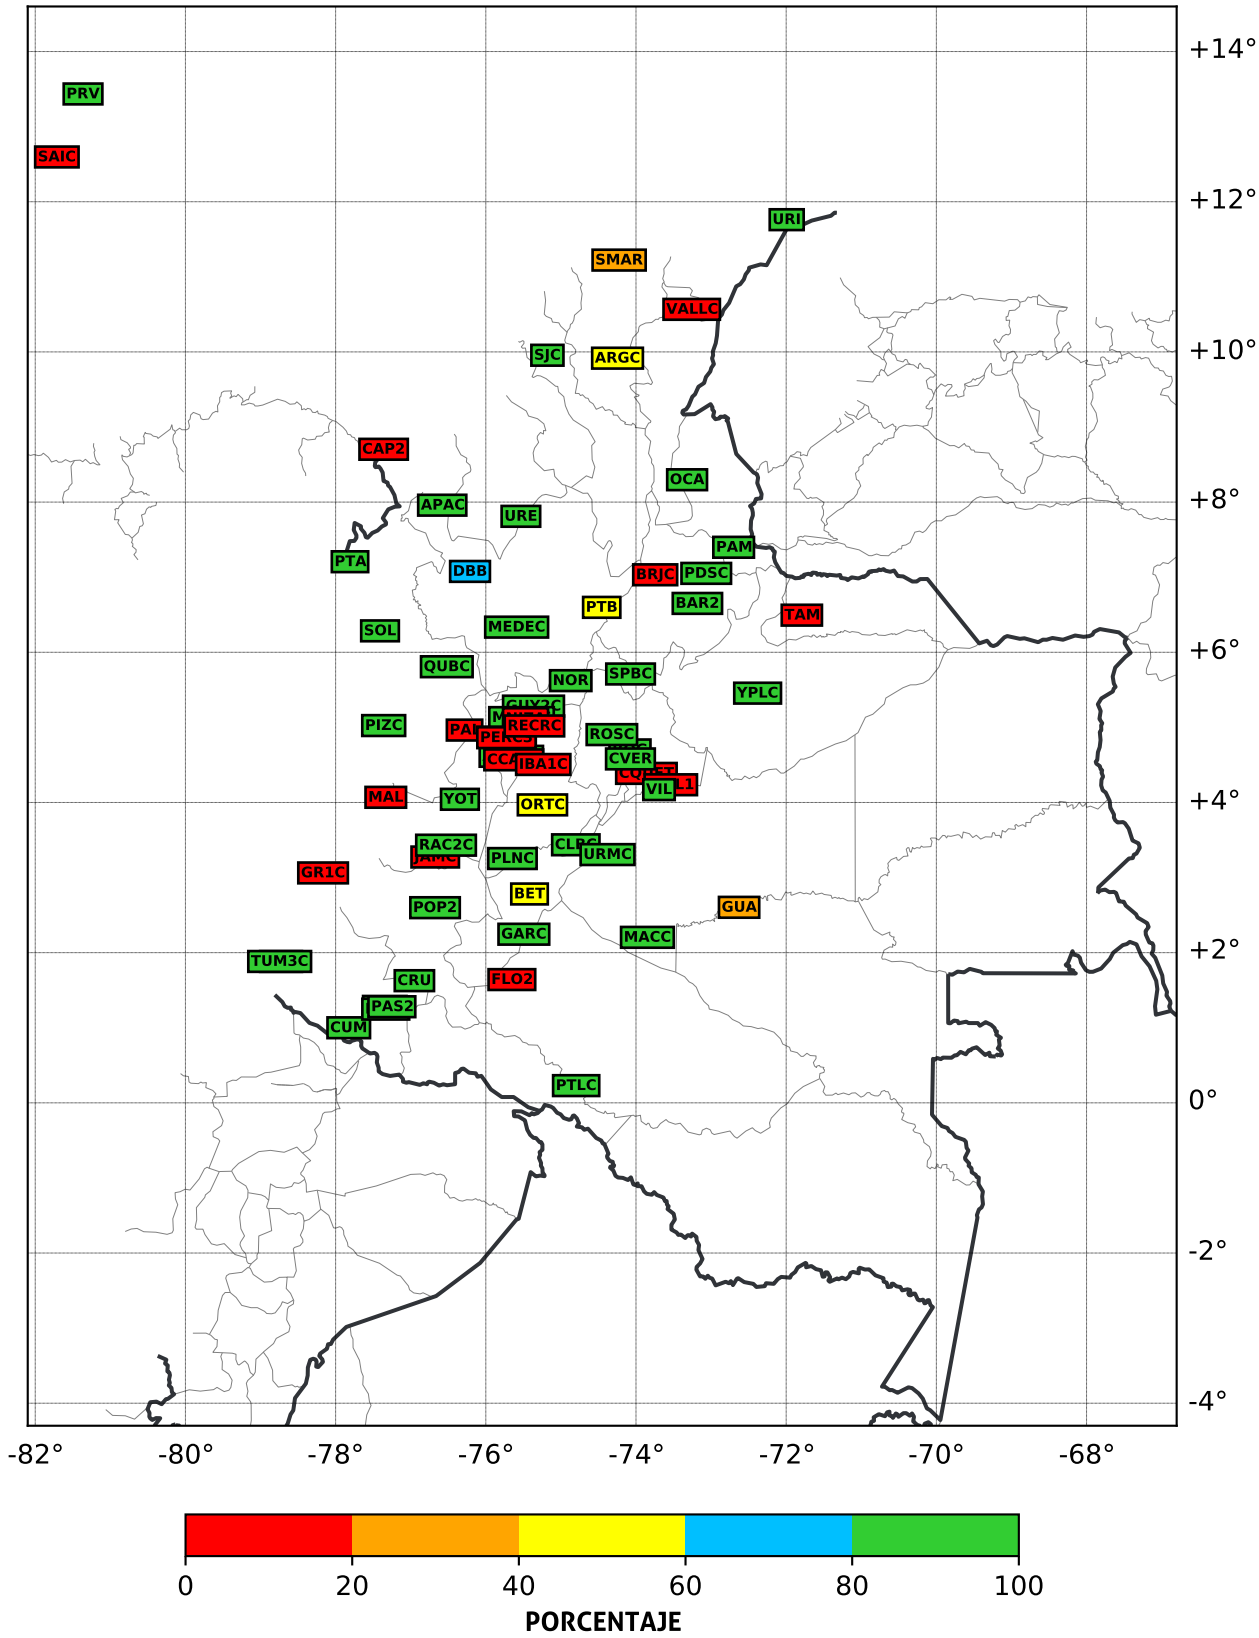 +14°
PRV
SAIC
+12°
URI
SMAR
VALLC
+10°
SJC
ARGC
CAP2
OCA
+8°
APAC
URE
PAM
PTA
DBB
BRJC
PDSC
BAR2
PTB
TAM
SOL
MEDEC
+6°
QUBC
SPBC
NOR
YPLC
GUY2C
PIZC
RECRC
ROSC
CVER
IBA1C
VIL
MAL
YOT
ORTC
+4°
RAC2C
PLNC
URMC
GR1C
BET
POP2
GUA
GARC
MACC
+2°
TUM3C
CRU
FLO2
PAS2
CUM
PTLC
0°
-2°
-4°
-82° -80° -78° -76° -74° -72° -70° -68°
0 20 40 60 80 100
PORCENTAJE